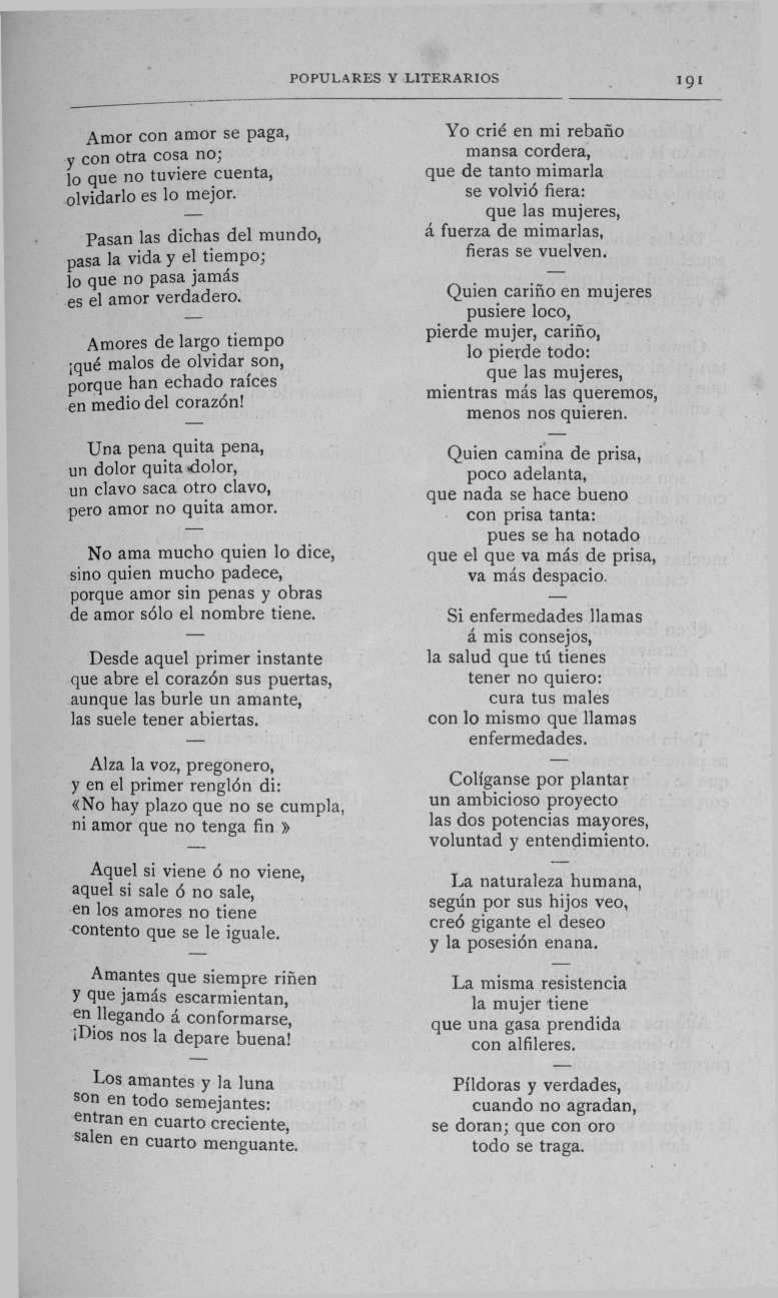 POPULARES Y LITERARIOS 191
Amor con amor se paga,
y con otra cosa no;
lo que no tuviere cuenta,
olvidarlo es lo mejor.
—
Pasan las dichas del mundo,
pasa la vida y el tiempo;
lo que no pasa jamás
es el amor verdadero.
—
Amores de largo tiempo
¡qué malos de olvidar son,
porque han echado raíces
en medio del corazón!
—
Una pena quita pena,
un dolor quita dolor,
un clavo saca otro clavo,
pero amor no quita amor.
—
No ama mucho quien lo dice,
sino quien mucho padece,
porque amor sin penas y obras
de amor sólo el nombre tiene.
—
Desde aquel primer instante
que abre el corazón sus puertas,
aunque las burle un amante,
las suele tener abiertas.
—
Alza la voz, pregonero,
y en el primer renglón di:
«No hay plazo que no se cumpla,
ni amor que no tenga fin »
—
Aquel si viene ó no viene,
aquel si sale ó no sale,
en los amores no tiene
contento que se le iguale.
—
Amantes que siempre riñen
y que jamás escarmientan,
en llegando á conformarse,
¡Dios nos la depare buena!
—
Los amantes y la luna
son en todo semejantes:
entran en cuarto creciente,
salen en cuarto menguante.
Yo crié en mi rebaño
mansa cordera,
que de tanto mimarla
se volvió fiera:
que las mujeres,
á fuerza de mimarlas,
fieras se vuelven.
—
Quien cariño en mujeres
pusiere loco,
pierde mujer, cariño,
lo pierde todo:
que las mujeres,
mientras más las queremos,
menos nos quieren.
—
Quien camina de prisa,
poco adelanta,
que nada se hace bueno
con prisa tanta:
pues se ha notado
que el que va más de prisa,
va más despacio.
—
Si enfermedades llamas
á mis consejos,
la salud que tú tienes
tener no quiero:
cura tus males
con lo mismo que llamas
enfermedades.
—
Colíganse por plantar
un ambicioso proyecto
las dos potencias mayores,
voluntad y entendimiento.
—
La naturaleza humana,
según por sus hijos veo,
creó gigante el deseo
y la posesión enana.
—
La misma resistencia
la mujer tiene
que una gasa prendida
con alfileres.
—
Píldoras y verdades,
cuando no agradan,
se doran; que con oro
todo se traga.